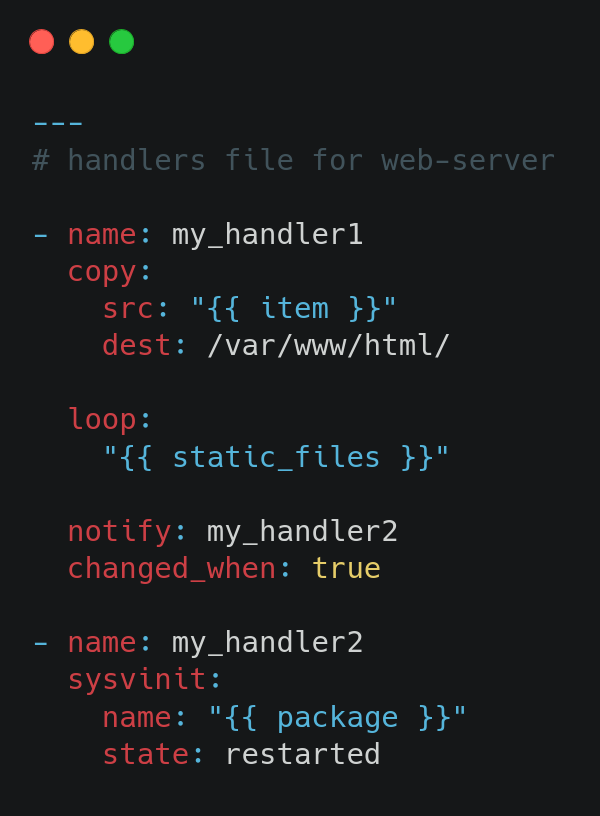 ---
# handlers file for web-server
- name: my_handler1
  copy:
    src: "{{ item }}"
    dest: /var/www/html/
  loop:
    "{{ static_files }}"
  notify: my_handler2
  changed_when: true
- name: my_handler2
  sysvinit:
    name: "{{ package }}"
    state: restarted